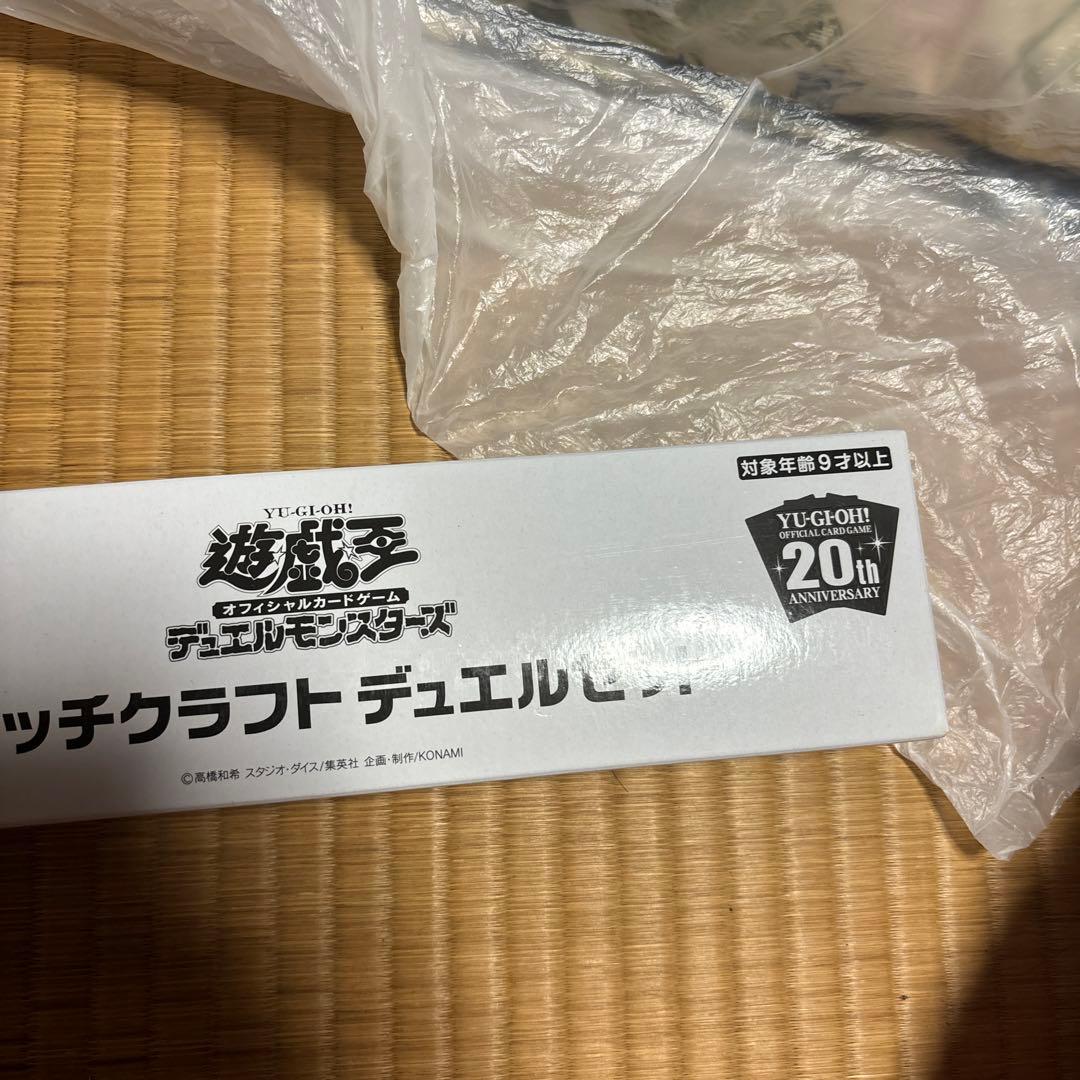 対象年齢9才以上
YU-GI-OH!
遊戯王
オフィシャルカードゲーム
デュエルモンスターズ
YU-GI-OH!
OFFICIAL CARD GAME
20th
ANNIVERSARY
ッチクラフト デュエルセット
©高橋和希 スタジオ・ダイス/集英社 企画・制作/KONAMI